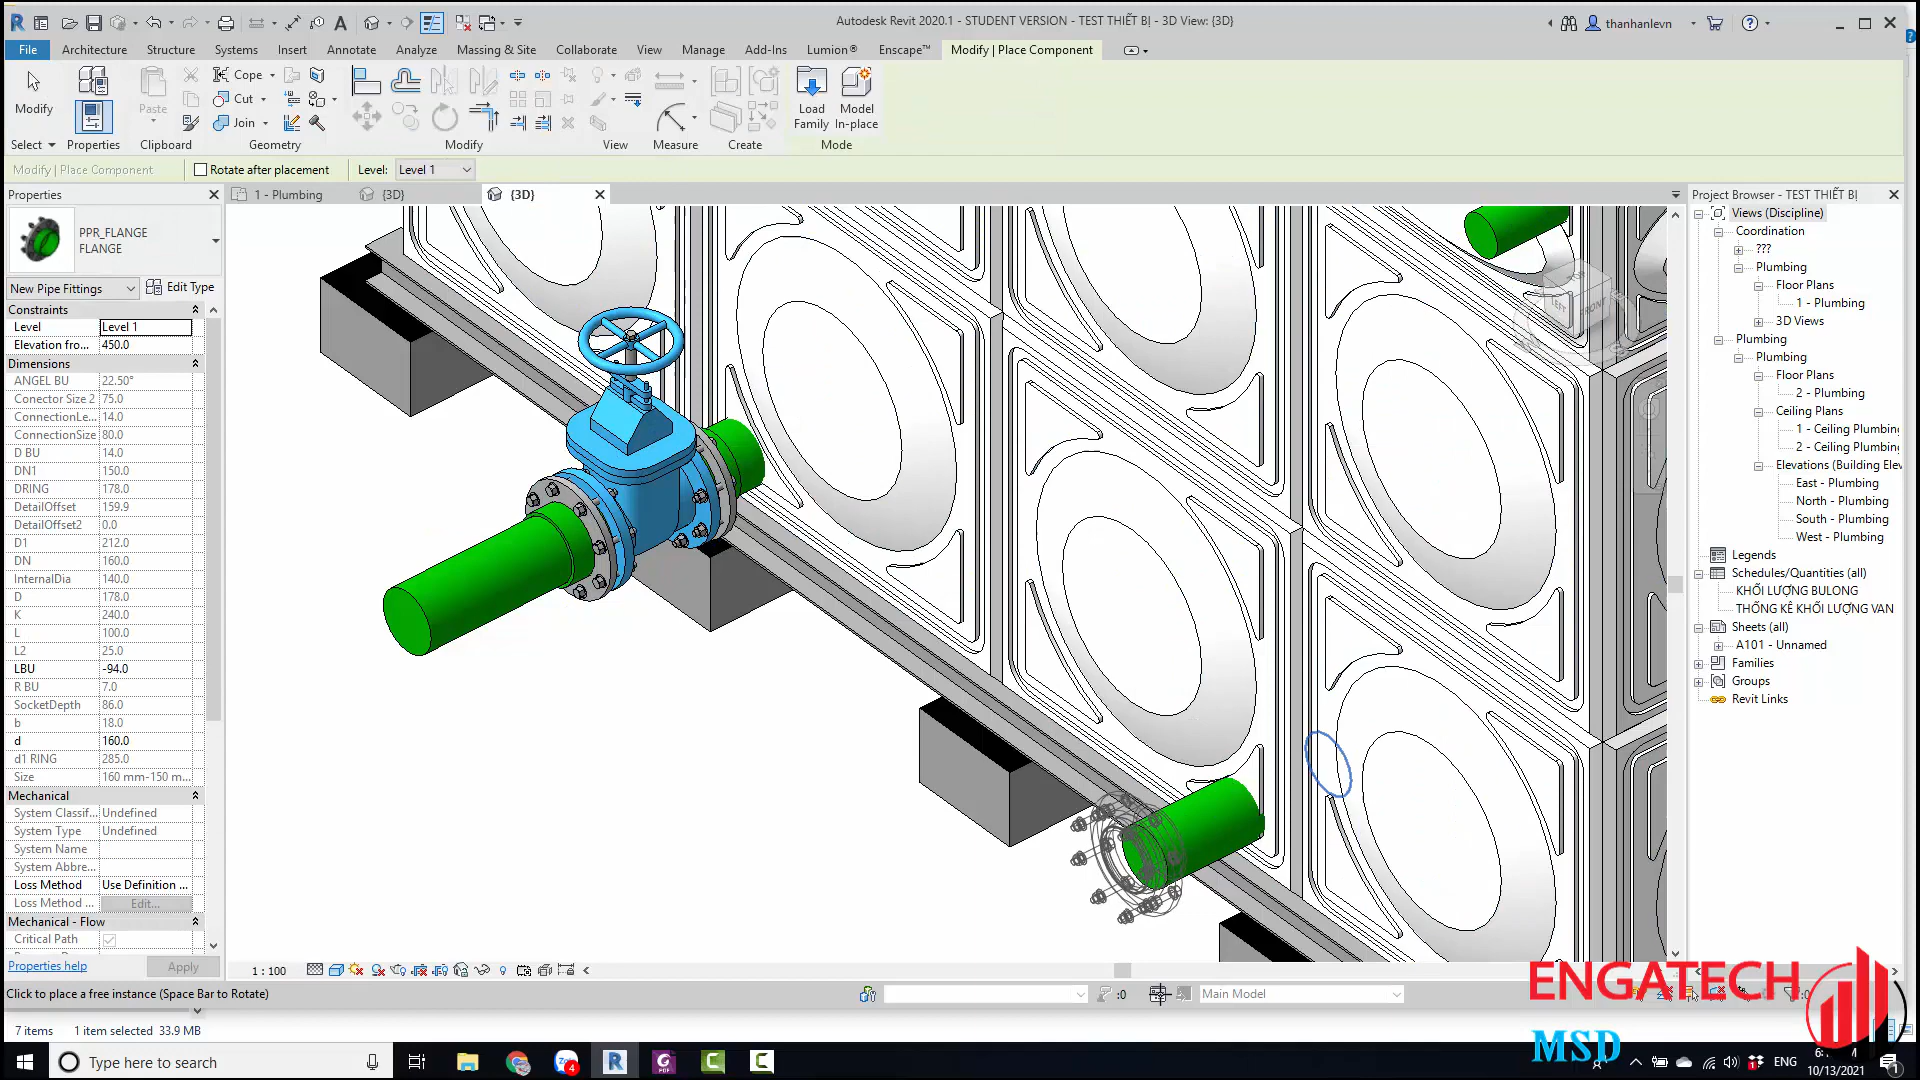 Autodesk Revit 2020.1 - STUDENT VERSION - TEST THIẾT BỊ - 3D View: {3D}
thanhanlevn
File Architecture Structure Systems Insert Annotate Analyze Massing & Site Collaborate View Manage Add-Ins Lumion® Enscape™ Modify | Place Component
Modify
Paste
Cope
Cut
Join
Load Family
Model In-place
Select Properties Clipboard Geometry Modify View Measure Create Mode
Modify | Place Component
Rotate after placement
Level: Level 1
Properties
1 - Plumbing
{3D}
{3D}
PPR_FLANGE
FLANGE
New Pipe Fittings
Edit Type
Constraints
Level Level 1
Elevation fro... 450.0
Dimensions
ANGEL BU 22.50°
Conector Size 2 75.0
ConnectionLe... 14.0
ConnectionSize 80.0
D BU 14.0
DN1 150.0
DRING 178.0
DetailOffset 159.9
DetailOffset2 0.0
D1 212.0
DN 160.0
InternalDia 140.0
D 178.0
K 240.0
L 100.0
L2 25.0
LBU -94.0
R BU 7.0
SocketDepth 86.0
b 18.0
d 160.0
d1 RING 285.0
Size 160 mm-150 m...
Mechanical
System Classif... Undefined
System Type Undefined
System Name
System Abbre...
Loss Method Use Definition ...
Loss Method ... Edit...
Mechanical - Flow
Critical Path
Properties help
Apply
TOP
LEFT
FRONT
Project Browser - TEST THIẾT BỊ
Views (Discipline)
Coordination
???
Plumbing
Floor Plans
1 - Plumbing
3D Views
Plumbing
Plumbing
Floor Plans
2 - Plumbing
Ceiling Plans
1 - Ceiling Plumbing
2 - Ceiling Plumbing
Elevations (Building Elev
East - Plumbing
North - Plumbing
South - Plumbing
West - Plumbing
Legends
Schedules/Quantities (all)
KHỐI LƯỢNG BULONG
THỐNG KÊ KHỐI LƯỢNG VAN
Sheets (all)
A101 - Unnamed
Families
Groups
Revit Links
1 : 100
Click to place a free instance (Space Bar to Rotate)
:0
Main Model
ENGATECH
MSD
7 items 1 item selected 33.9 MB
Type here to search
4
ENG
10/13/2021
1